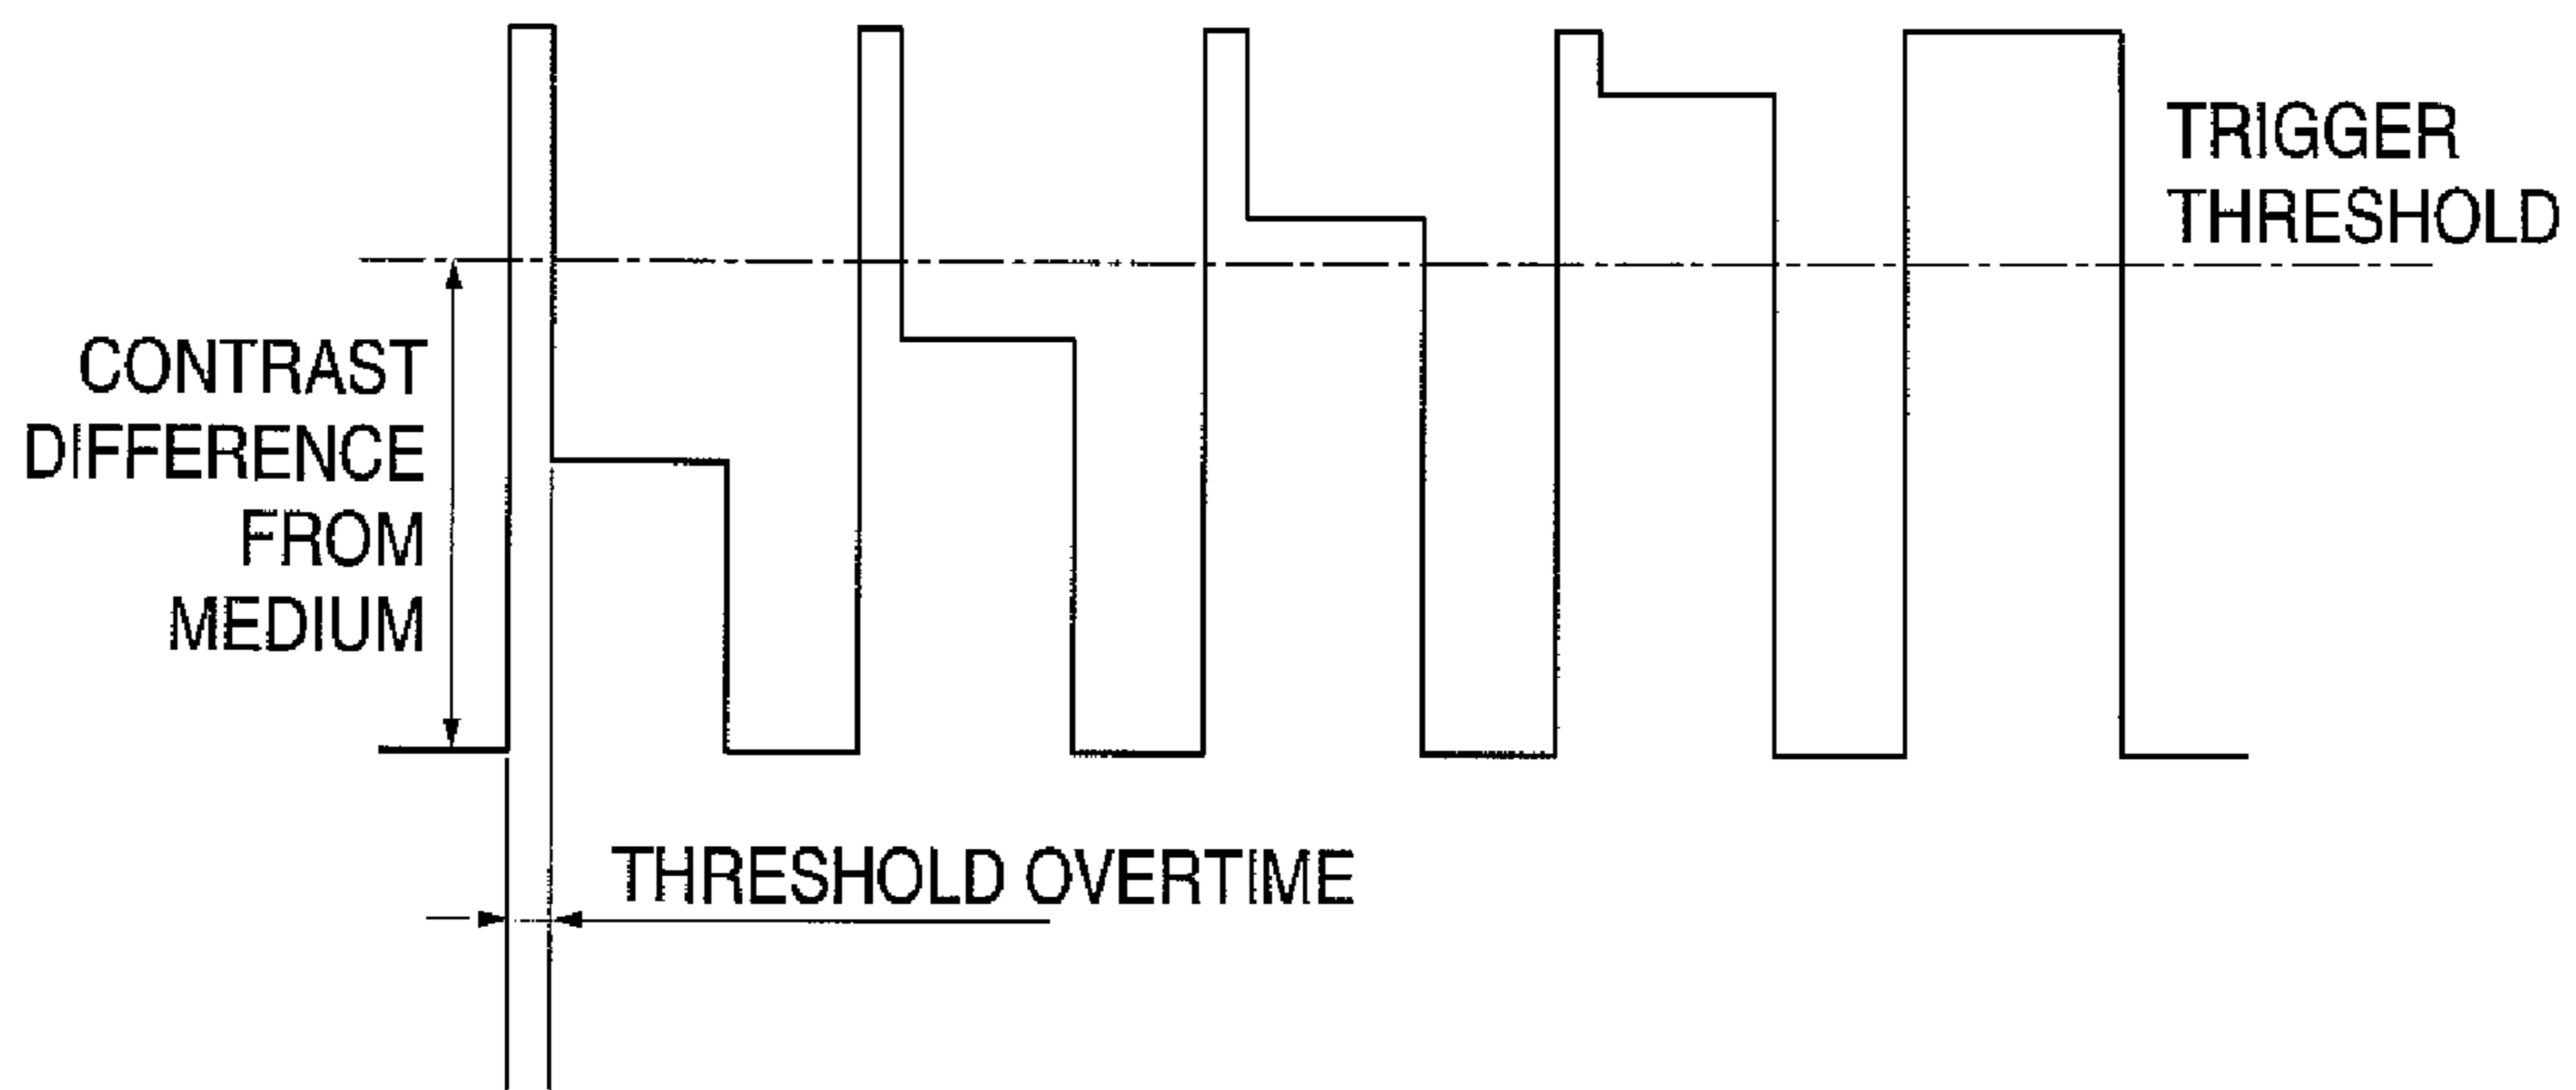 TRIGGER
THRESHOLD
CONTRAST
DIFFERENCE
FROM
MEDIUM
THRESHOLD OVERTIME